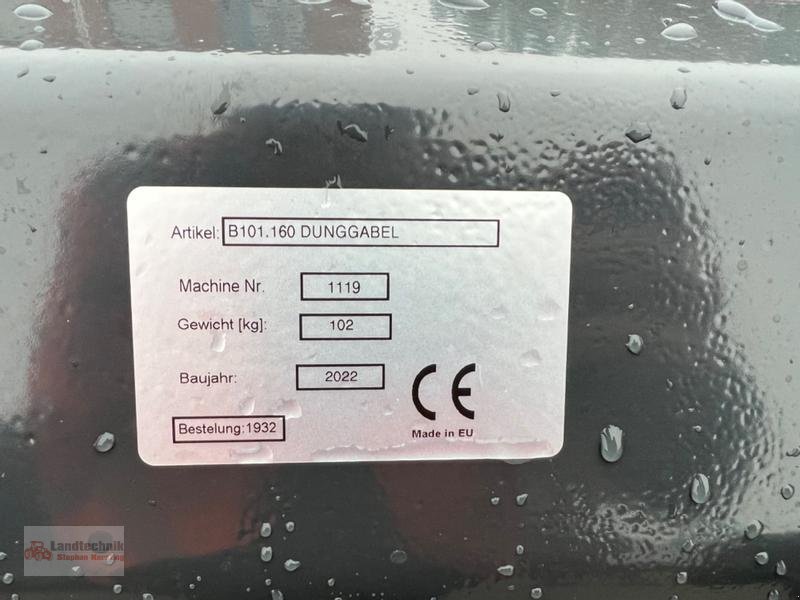 Artikel: B101.160 DUNGGABEL
Machine Nr. 1119
Gewicht [kg]: 102
Baujahr: 2022
Bestelung:1932
CE
Made in EU
Landtechnik
Stephan